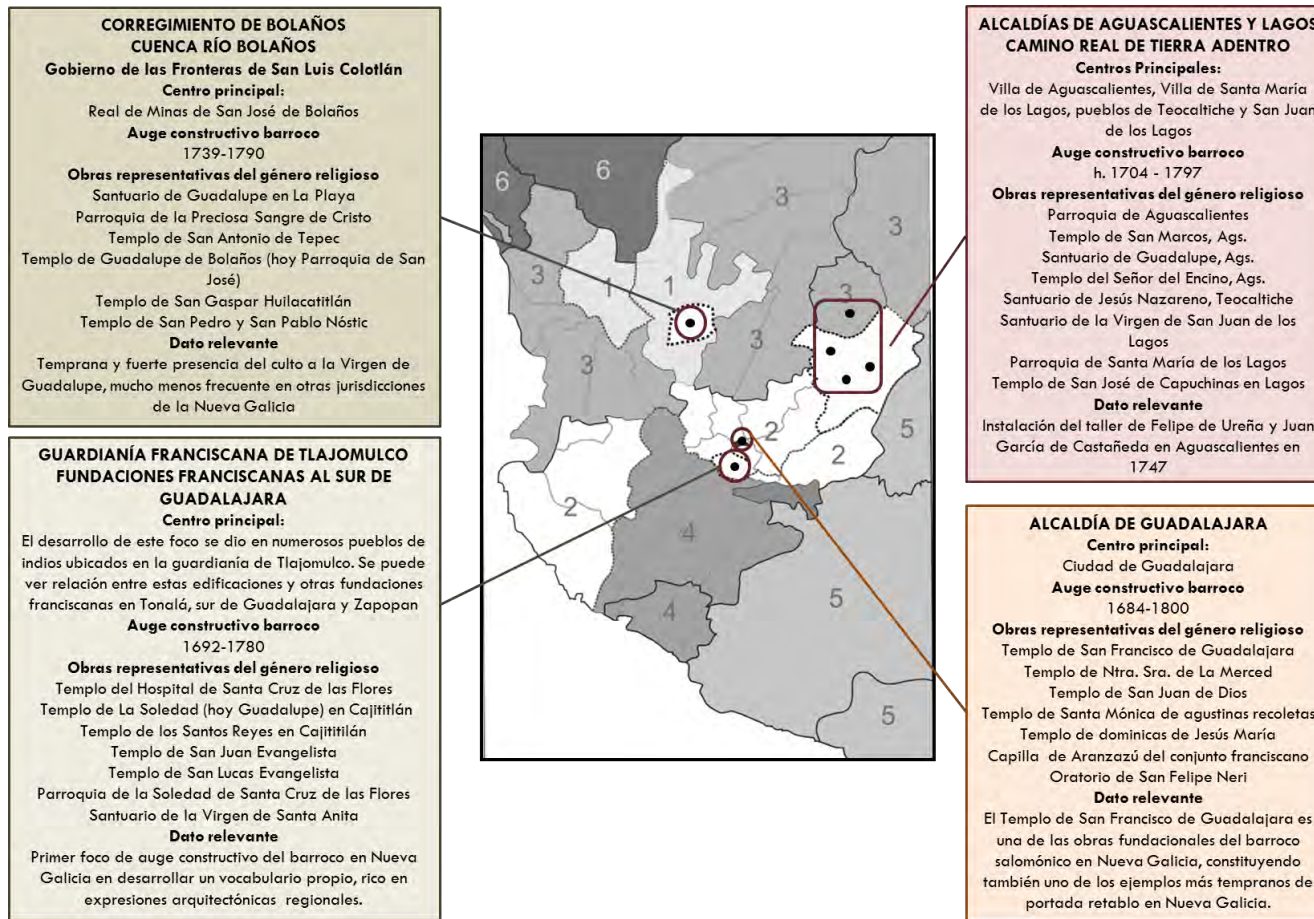 CORREGIMIENTO DE BOLAÑOS
CUENCA RÍO BOLAÑOS
Gobierno de las Fronteras de San Luis Colotlán
Centro principal:
Real de Minas de San José de Bolaños
Auge constructivo barroco
1739-1790
Obras representativas del género religioso
Santuario de Guadalupe en La Playa
Parroquia de la Preciosa Sangre de Cristo
Templo de San Antonio de Tepec
Templo de Guadalupe de Bolaños (hoy Parroquia de San
José)
Templo de San Gaspar Huilacatitlán
Templo de San Pedro y San Pablo Nóstic
Dato relevante
Temprana y fuerte presencia del culto a la Virgen de
Guadalupe, mucho menos frecuente en otras jurisdicciones
de la Nueva Galicia
GUARDIANÍA FRANCISCANA DE TLAJOMULCO
FUNDACIONES FRANCISCANAS AL SUR DE
GUADALAJARA
Centro principal:
El desarrollo de este foco se dio en numerosos pueblos de
indios ubicados en la guardianía de Tlajomulco. Se puede
ver relación entre estas edificaciones y otras fundaciones
franciscanas en Tonalá, sur de Guadalajara y Zapopan
Auge constructivo barroco
1692-1780
Obras representativas del género religioso
Templo del Hospital de Santa Cruz de las Flores
Templo de La Soledad (hoy Guadalupe) en Cajititlán
Templo de los Santos Reyes en Cajititilán
Templo de San Juan Evangelista
Templo de San Lucas Evangelista
Parroquia de la Soledad de Santa Cruz de las Flores
Santuario de la Virgen de Santa Anita
Dato relevante
Primer foco de auge constructivo del barroco en Nueva
Galicia en desarrollar un vocabulario propio, rico en
expresiones arquitectónicas regionales.
6
6
3
3
3
1
1
3
3
3
2
2
5
2
4
5
4
5
ALCALDÍAS DE AGUASCALIENTES Y LAGOS
CAMINO REAL DE TIERRA ADENTRO
Centros Principales:
Villa de Aguascalientes, Villa de Santa María
de los Lagos, pueblos de Teocaltiche y San Juan
de los Lagos
Auge constructivo barroco
h. 1704 - 1797
Obras representativas del género religioso
Parroquia de Aguascalientes
Templo de San Marcos, Ags.
Santuario de Guadalupe, Ags.
Templo del Señor del Encino, Ags.
Santuario de Jesús Nazareno, Teocaltiche
Santuario de la Virgen de San Juan de los
Lagos
Parroquia de Santa María de los Lagos
Templo de San José de Capuchinas en Lagos
Dato relevante
Instalación del taller de Felipe de Ureña y Juan
García de Castañeda en Aguascalientes en
1747
ALCALDÍA DE GUADALAJARA
Centro principal:
Ciudad de Guadalajara
Auge constructivo barroco
1684-1800
Obras representativas del género religioso
Templo de San Francisco de Guadalajara
Templo de Ntra. Sra. de La Merced
Templo de San Juan de Dios
Templo de Santa Mónica de agustinas recoletas
Templo de dominicas de Jesús María
Capilla de Aranzazú del conjunto franciscano
Oratorio de San Felipe Neri
Dato relevante
El Templo de San Francisco de Guadalajara es
una de las obras fundacionales del barroco
salomónico en Nueva Galicia, constituyendo
también uno de los ejemplos más tempranos de
portada retablo en Nueva Galicia.